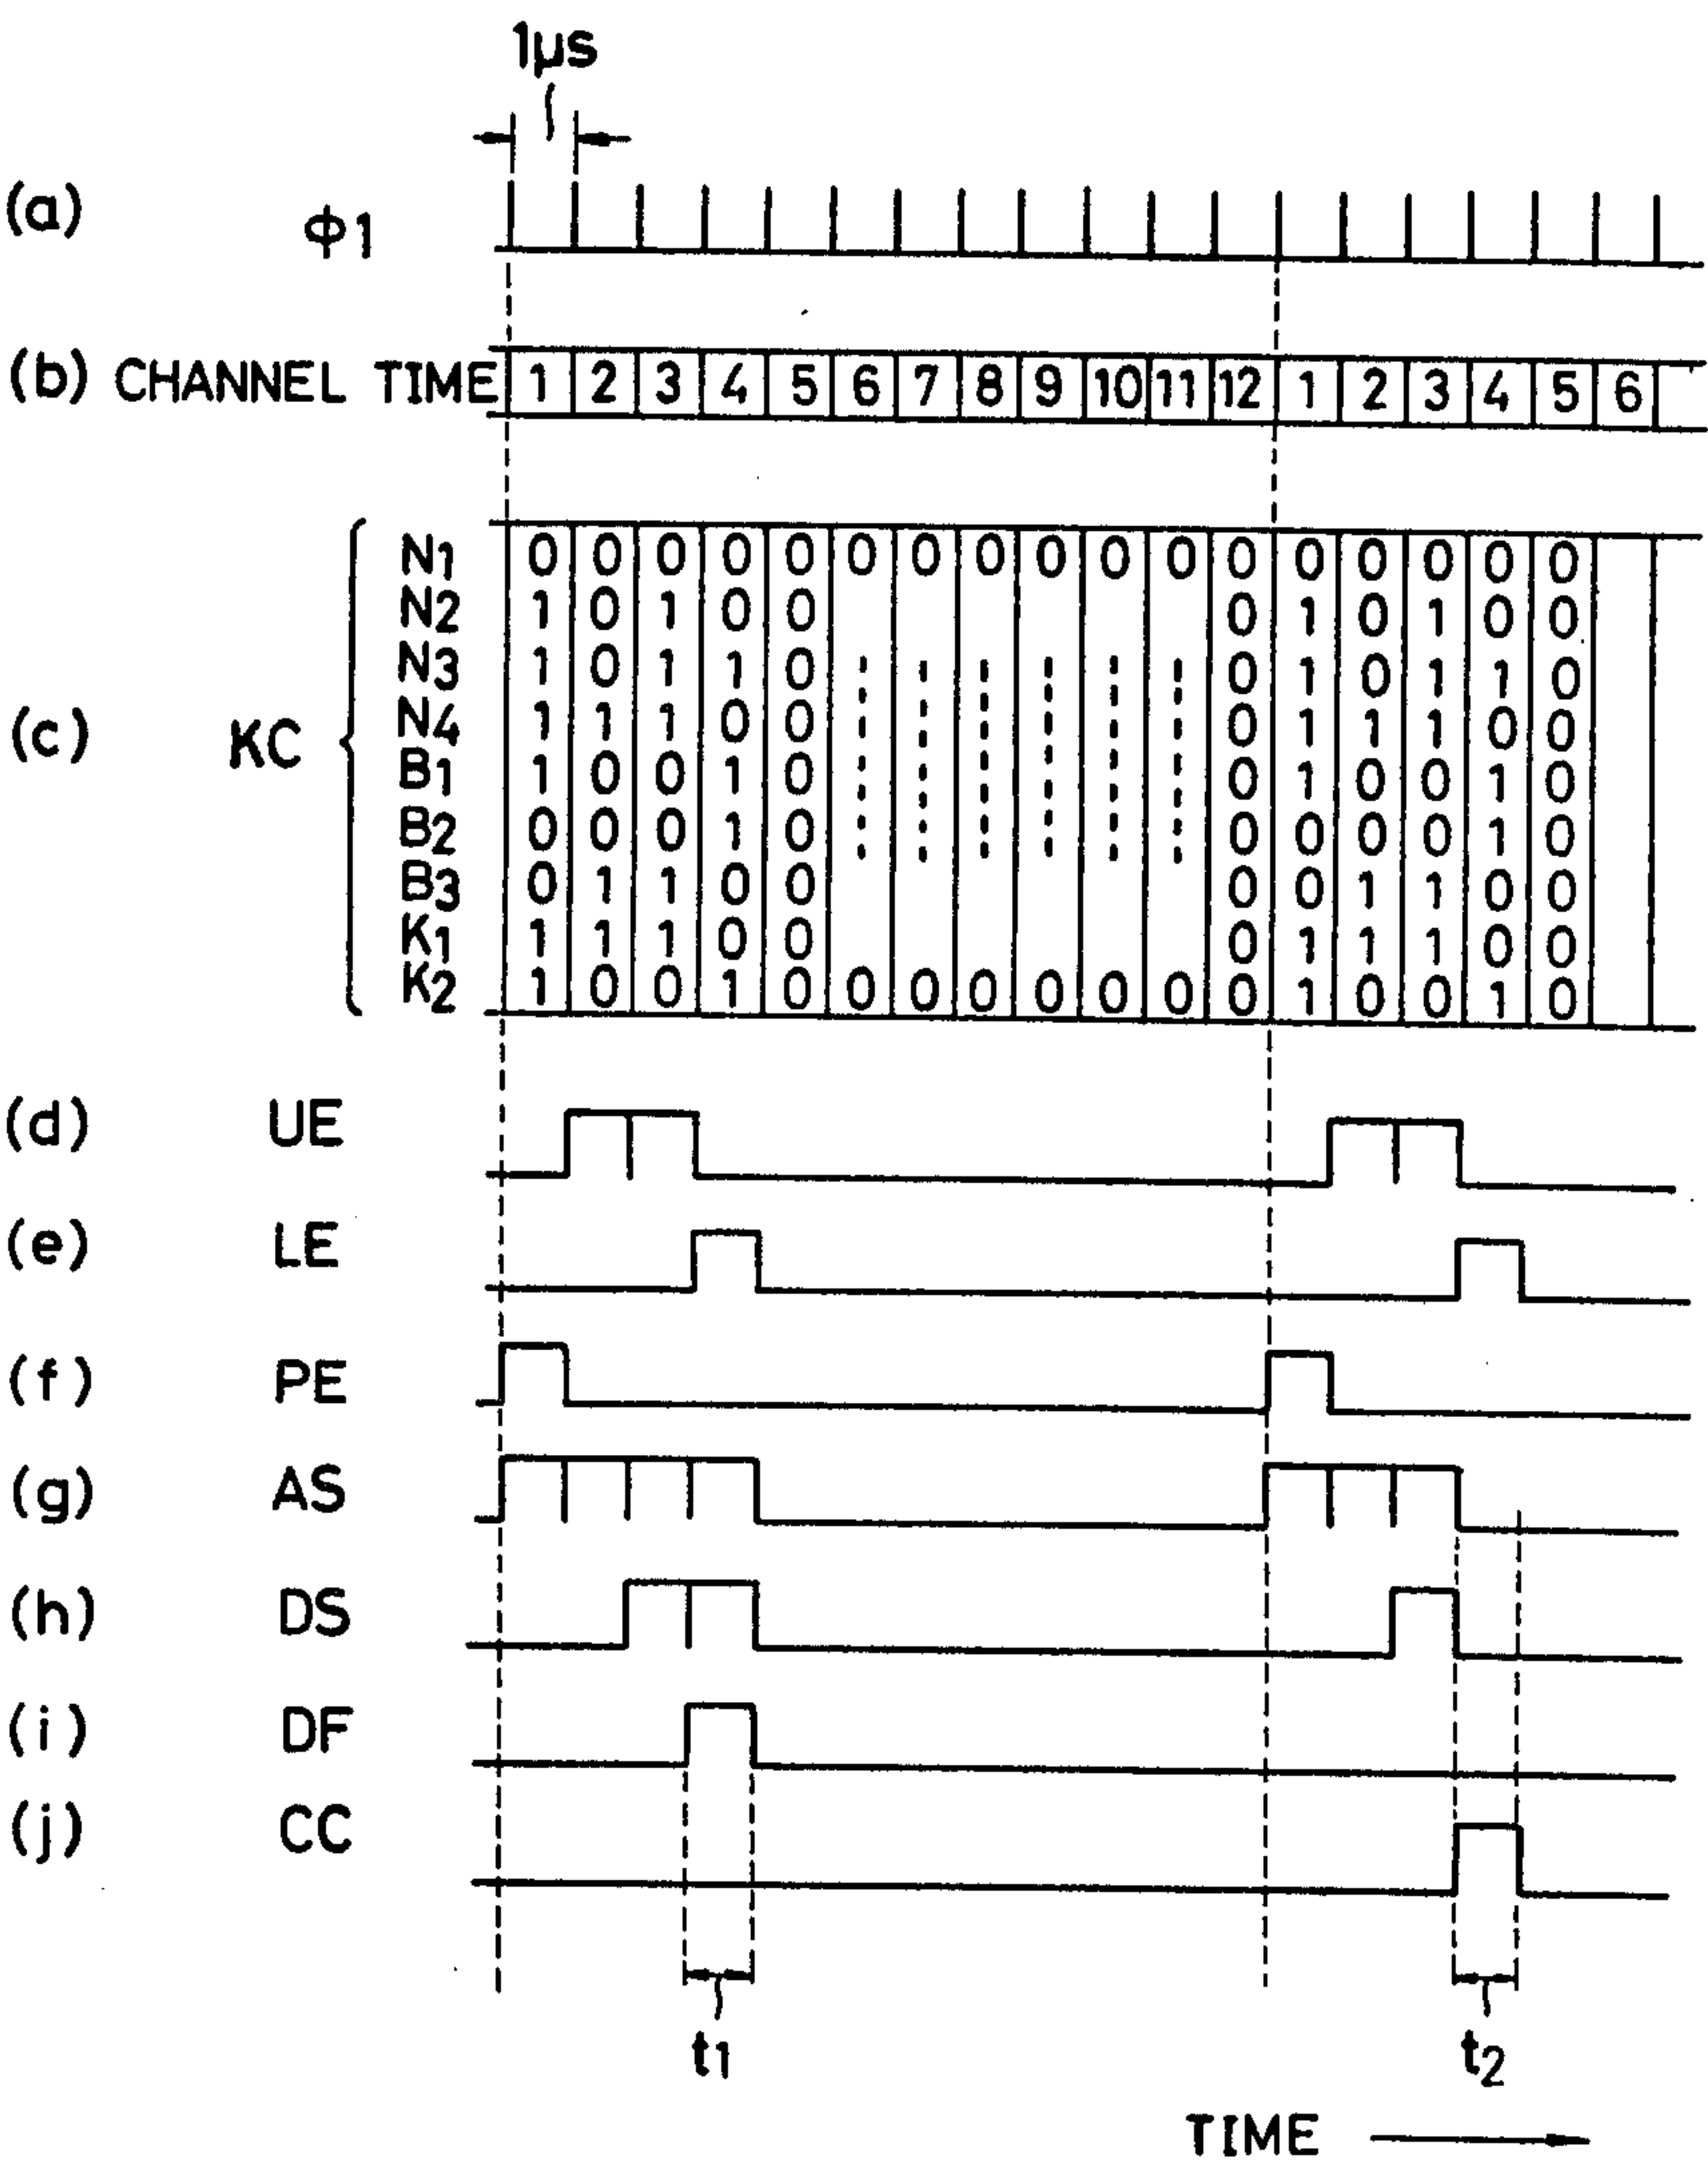 1μs
(a) ϕ1
(b) CHANNEL TIME 1 2 3 4 5 6 7 8 9 10 11 12 1 2 3 4 5 6
(c) KC
N1 0 0 0 0 0 0 0 0 0 0 0 0 0 0 0 0 0
N2 1 0 1 0 0 0 1 0 1 0 0
N3 1 0 1 1 0 0 1 0 1 1 0
N4 1 1 1 0 0 0 1 1 1 0 0
B1 1 0 0 1 0 0 1 0 0 1 0
B2 0 0 0 1 0 0 0 0 0 1 0
B3 0 1 1 0 0 0 0 1 1 0 0
K1 1 1 1 0 0 0 1 1 1 0 0
K2 1 0 0 1 0 0 0 0 0 0 0 0 1 0 0 1 0
(d) UE
(e) LE
(f) PE
(g) AS
(h) DS
(i) DF
(j) CC
t1 t2
TIME